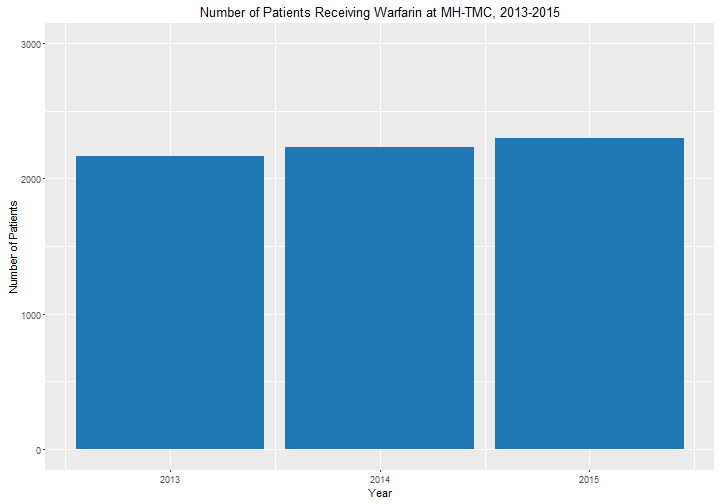 Number of Patients Receiving Warfarin at MH-TMC, 2013-2015
Number of Patients
3000
2000
1000
0
2013 2014 2015
Year